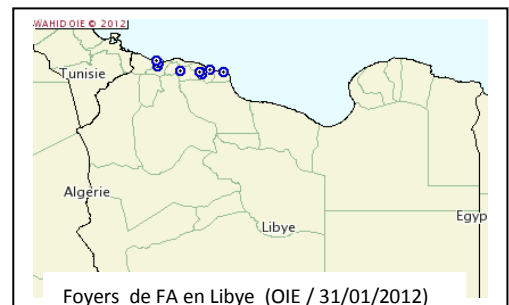 WAHID OIE © 2012
Tunisie
Algérie
Libye
Egyp
Foyers de FA en Libye (OIE / 31/01/2012)